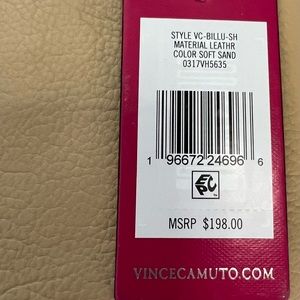 STYLE VC-BILLU-SH
MATERIAL LEATHR
COLOR SOFT SAND
0317VH5635
1 96672 24696 6
EPC
MSRP $198.00
VINCECAMUTO.COM